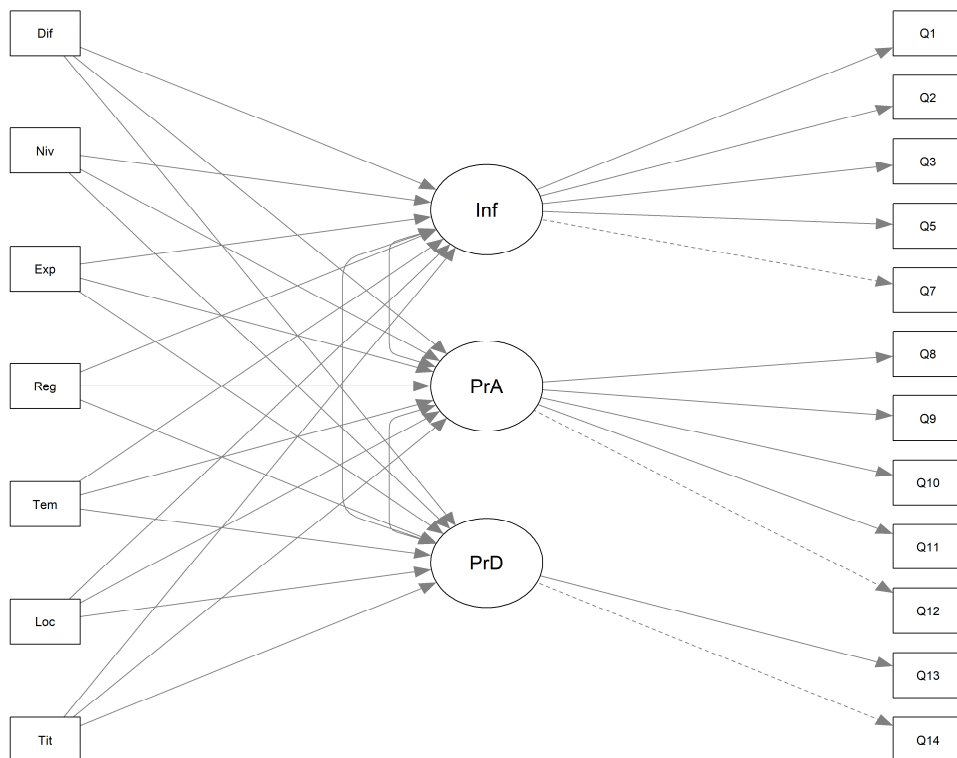 Dif
Niv
Exp
Reg
Tem
Loc
Tit
Inf
PrA
PrD
Q1
Q2
Q3
Q5
Q7
Q8
Q9
Q10
Q11
Q12
Q13
Q14